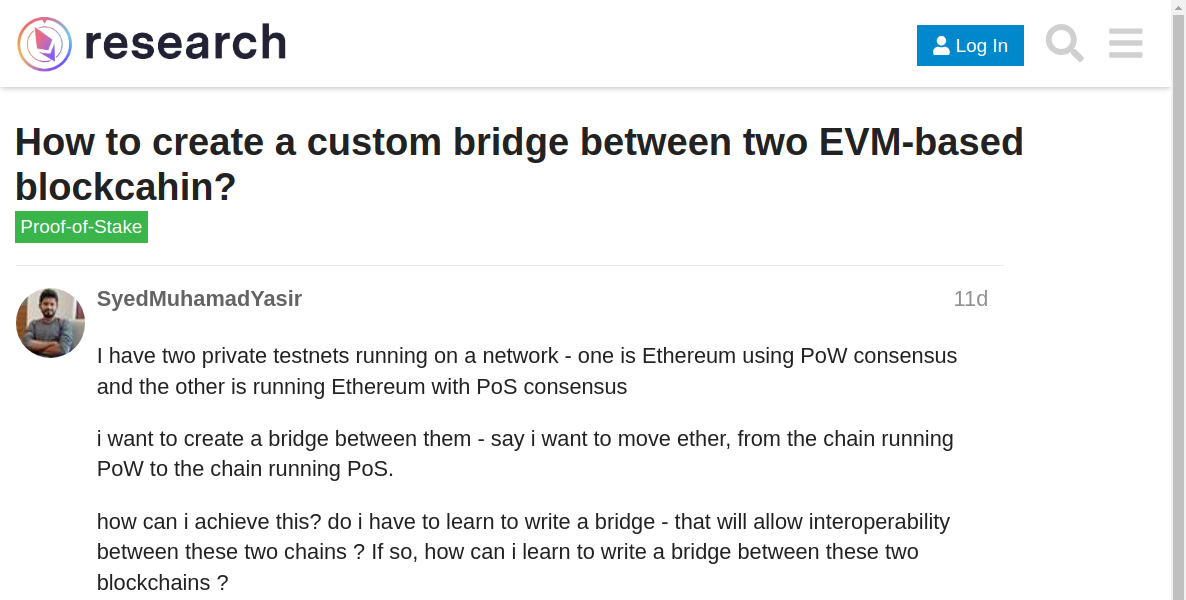 research
Log In
How to create a custom bridge between two EVM-based
blockcahin?
Proof-of-Stake
SyedMuhamadYasir
11d
I have two private testnets running on a network - one is Ethereum using PoW consensus
and the other is running Ethereum with PoS consensus
i want to create a bridge between them - say i want to move ether, from the chain running
PoW to the chain running PoS.
how can i achieve this? do i have to learn to write a bridge - that will allow interoperability
between these two chains ? If so, how can i learn to write a bridge between these two
blockchains ?